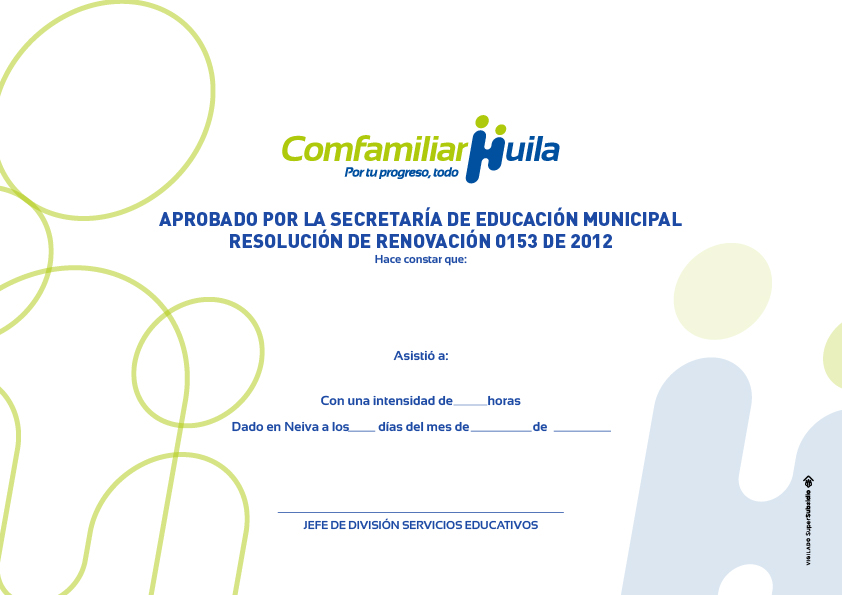 Comfamiliar Huila
Por tu progreso, todo
APROBADO POR LA SECRETARÍA DE EDUCACIÓN MUNICIPAL
RESOLUCIÓN DE RENOVACIÓN 0153 DE 2012
Hace constar que:
Asistió a:
Con una intensidad de_____horas
Dado en Neiva a los____ días del mes de_________de ________
JEFE DE DIVISIÓN SERVICIOS EDUCATIVOS
VIGILADO SuperSubsidio